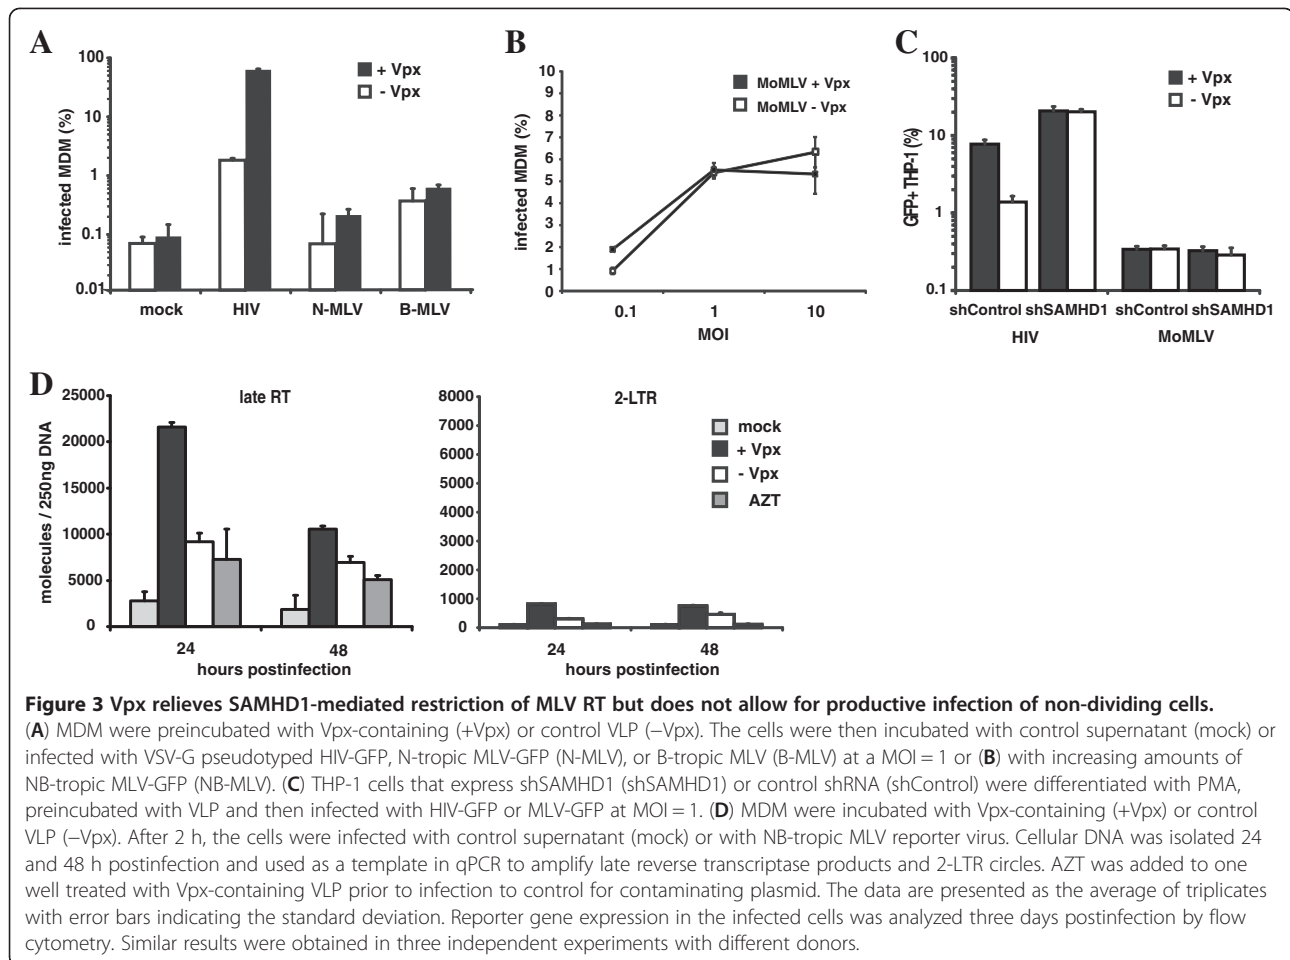 A
100
10
1
0.1
0.01
infected MDM (%)
+ Vpx
- Vpx
mock HIV N-MLV B-MLV
B
10
9
8
7
6
5
4
3
2
1
0
infected MDM (%)
MoMLV + Vpx
MoMLV - Vpx
0.1 1 10
MOI
C
100
10
1
0.1
GFP+ THP-1 (%)
+ Vpx
- Vpx
shControl shSAMHD1 shControl shSAMHD1
HIV MoMLV
D
late RT
25000
20000
15000
10000
5000
0
molecules / 250ng DNA
24 48
hours postinfection
2-LTR
8000
7000
6000
5000
4000
3000
2000
1000
0
mock
+ Vpx
- Vpx
AZT
24 48
hours postinfection
Figure 3 Vpx relieves SAMHD1-mediated restriction of MLV RT but does not allow for productive infection of non-dividing cells.
(A) MDM were preincubated with Vpx-containing (+Vpx) or control VLP (−Vpx). The cells were then incubated with control supernatant (mock) or
infected with VSV-G pseudotyped HIV-GFP, N-tropic MLV-GFP (N-MLV), or B-tropic MLV (B-MLV) at a MOI = 1 or (B) with increasing amounts of
NB-tropic MLV-GFP (NB-MLV). (C) THP-1 cells that express shSAMHD1 (shSAMHD1) or control shRNA (shControl) were differentiated with PMA,
preincubated with VLP and then infected with HIV-GFP or MLV-GFP at MOI = 1. (D) MDM were incubated with Vpx-containing (+Vpx) or control
VLP (−Vpx). After 2 h, the cells were infected with control supernatant (mock) or with NB-tropic MLV reporter virus. Cellular DNA was isolated 24
and 48 h postinfection and used as a template in qPCR to amplify late reverse transcriptase products and 2-LTR circles. AZT was added to one
well treated with Vpx-containing VLP prior to infection to control for contaminating plasmid. The data are presented as the average of triplicates
with error bars indicating the standard deviation. Reporter gene expression in the infected cells was analyzed three days postinfection by flow
cytometry. Similar results were obtained in three independent experiments with different donors.